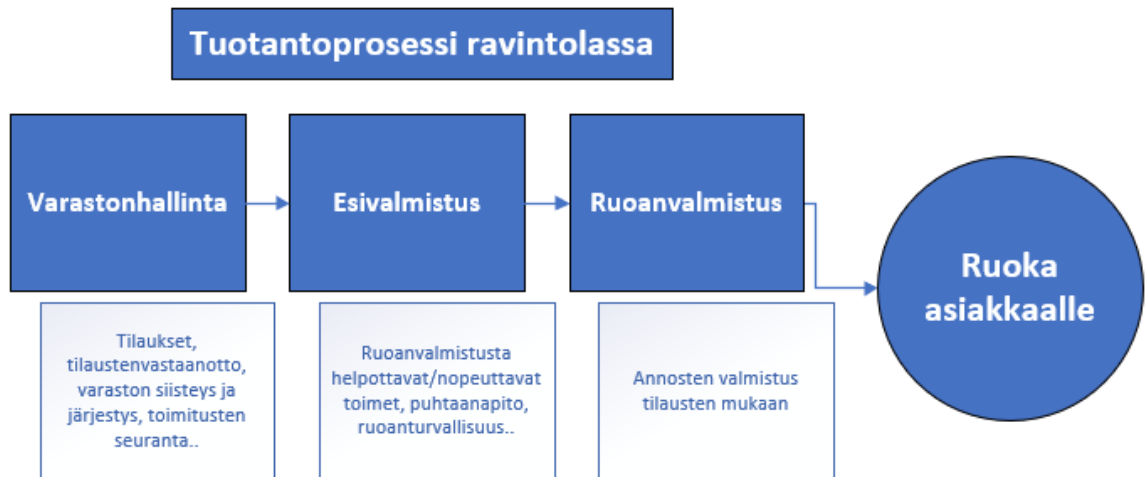 Tuotantoprosessi ravintolassa
Varastonhallinta
Esivalmistus
Ruoanvalmistus
Ruoka
asiakkaalle
Tilaukset,
tilaustenvastaanotto,
varaston siisteys ja
järjestys, toimitusten
seuranta..
Ruoanvalmistusta
helpottavat/nopeuttavat
toimet, puhtaanapito,
ruoanturvallisuus..
Annosten valmistus
tilausten mukaan